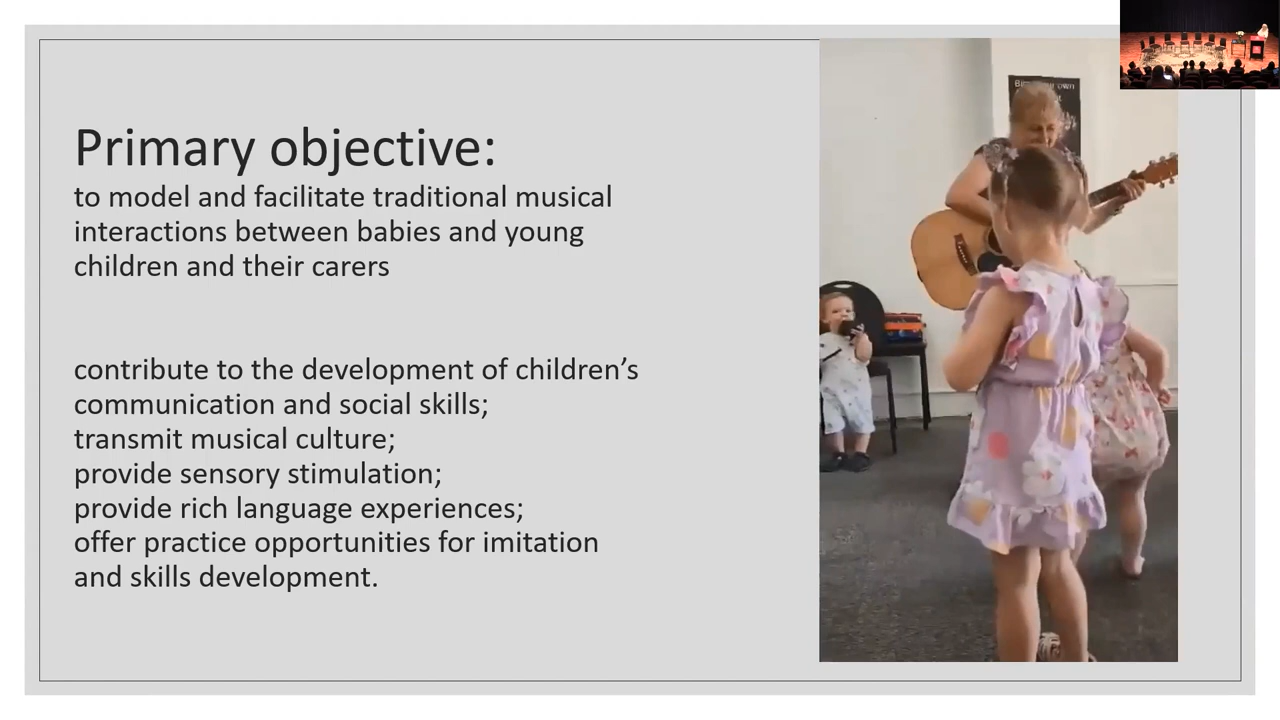 Primary objective:
to model and facilitate traditional musical
interactions between babies and young
children and their carers
contribute to the development of children’s
communication and social skills;
transmit musical culture;
provide sensory stimulation;
provide rich language experiences;
offer practice opportunities for imitation
and skills development.